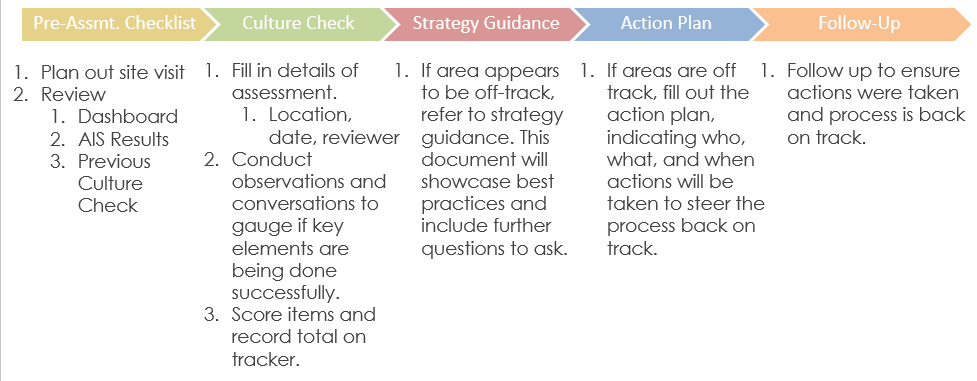 Pre-Assmt. Checklist
Culture Check
Strategy Guidance
Action Plan
Follow-Up
1. Plan out site visit
2. Review
1. Dashboard
2. AIS Results
3. Previous
Culture
Check
1. Fill in details of
assessment.
1. Location,
date, reviewer
2. Conduct
observations and
conversations to
gauge if key
elements are
being done
successfully.
3. Score items and
record total on
tracker.
1. If area appears
to be off-track,
refer to strategy
guidance. This
document will
showcase best
practices and
include further
questions to ask.
1. If areas are off
track, fill out the
action plan,
indicating who,
what, and when
actions will be
taken to steer the
process back on
track.
1. Follow up to ensure
actions were taken
and process is back
on track.